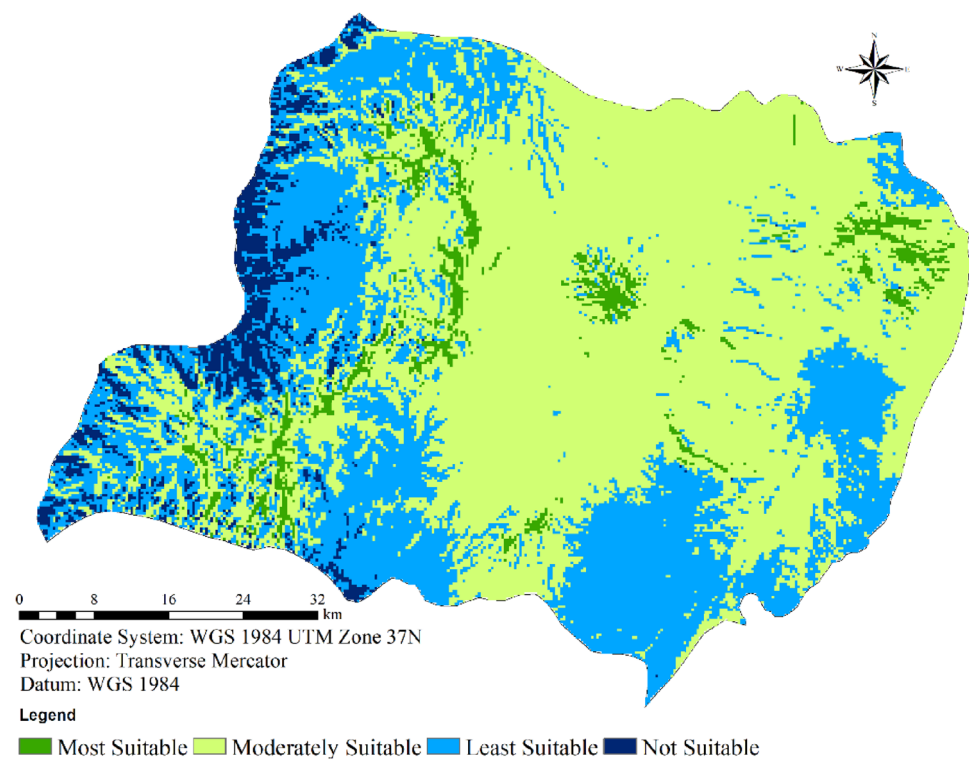 N
W E
S
0 8 16 24 32
km
Coordinate System: WGS 1984 UTM Zone 37N
Projection: Transverse Mercator
Datum: WGS 1984
Legend
Most Suitable Moderately Suitable Least Suitable Not Suitable